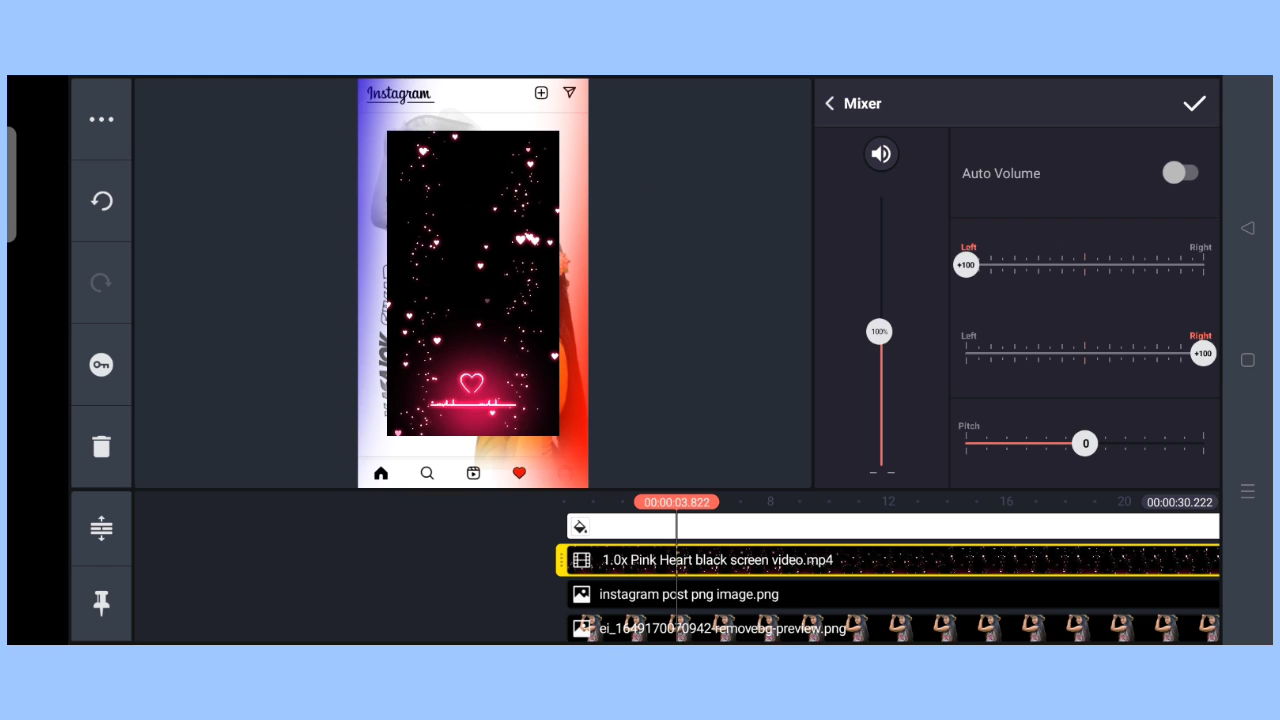 Instagram
Mixer
Auto Volume
Left Right
+100
100%
Left Right
+100
Pitch
0
00:00:03.822 8 12 16 20 00:00:30.222
1.0x Pink Heart black screen video.mp4
instagram post png image.png
ei_1649170070942-removebg-preview.png